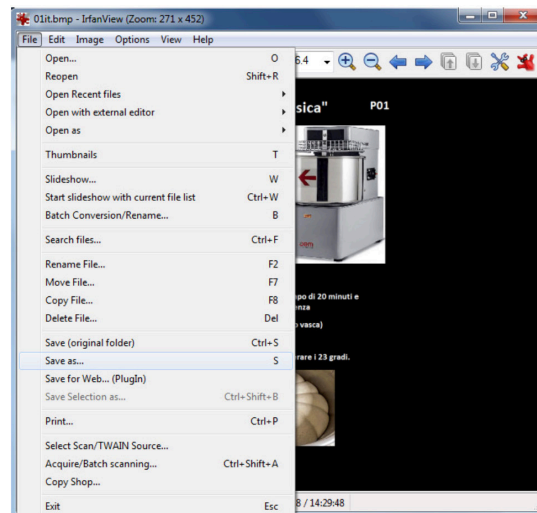 01it.bmp - IrfanView (Zoom: 271 x 452)
File Edit Image Options View Help
Open... O
Reopen Shift+R
Open Recent files
Open with external editor
Open as
Thumbnails T
Slideshow... W
Start slideshow with current file list Ctrl+W
Batch Conversion/Rename... B
Search files... Ctrl+F
Rename File... F2
Move File... F7
Copy File... F8
Delete File... Del
Save (original folder) Ctrl+S
Save as... S
Save for Web... (PlugIn)
Save Selection as... Ctrl+Shift+B
Print... Ctrl+P
Select Scan/TWAIN Source...
Acquire/Batch scanning... Ctrl+Shift+A
Copy Shop...
Exit Esc
6.4
sica" P01
po di 20 minuti e
nza
vasca)
rare i 23 gradi.
8 / 14:29:48